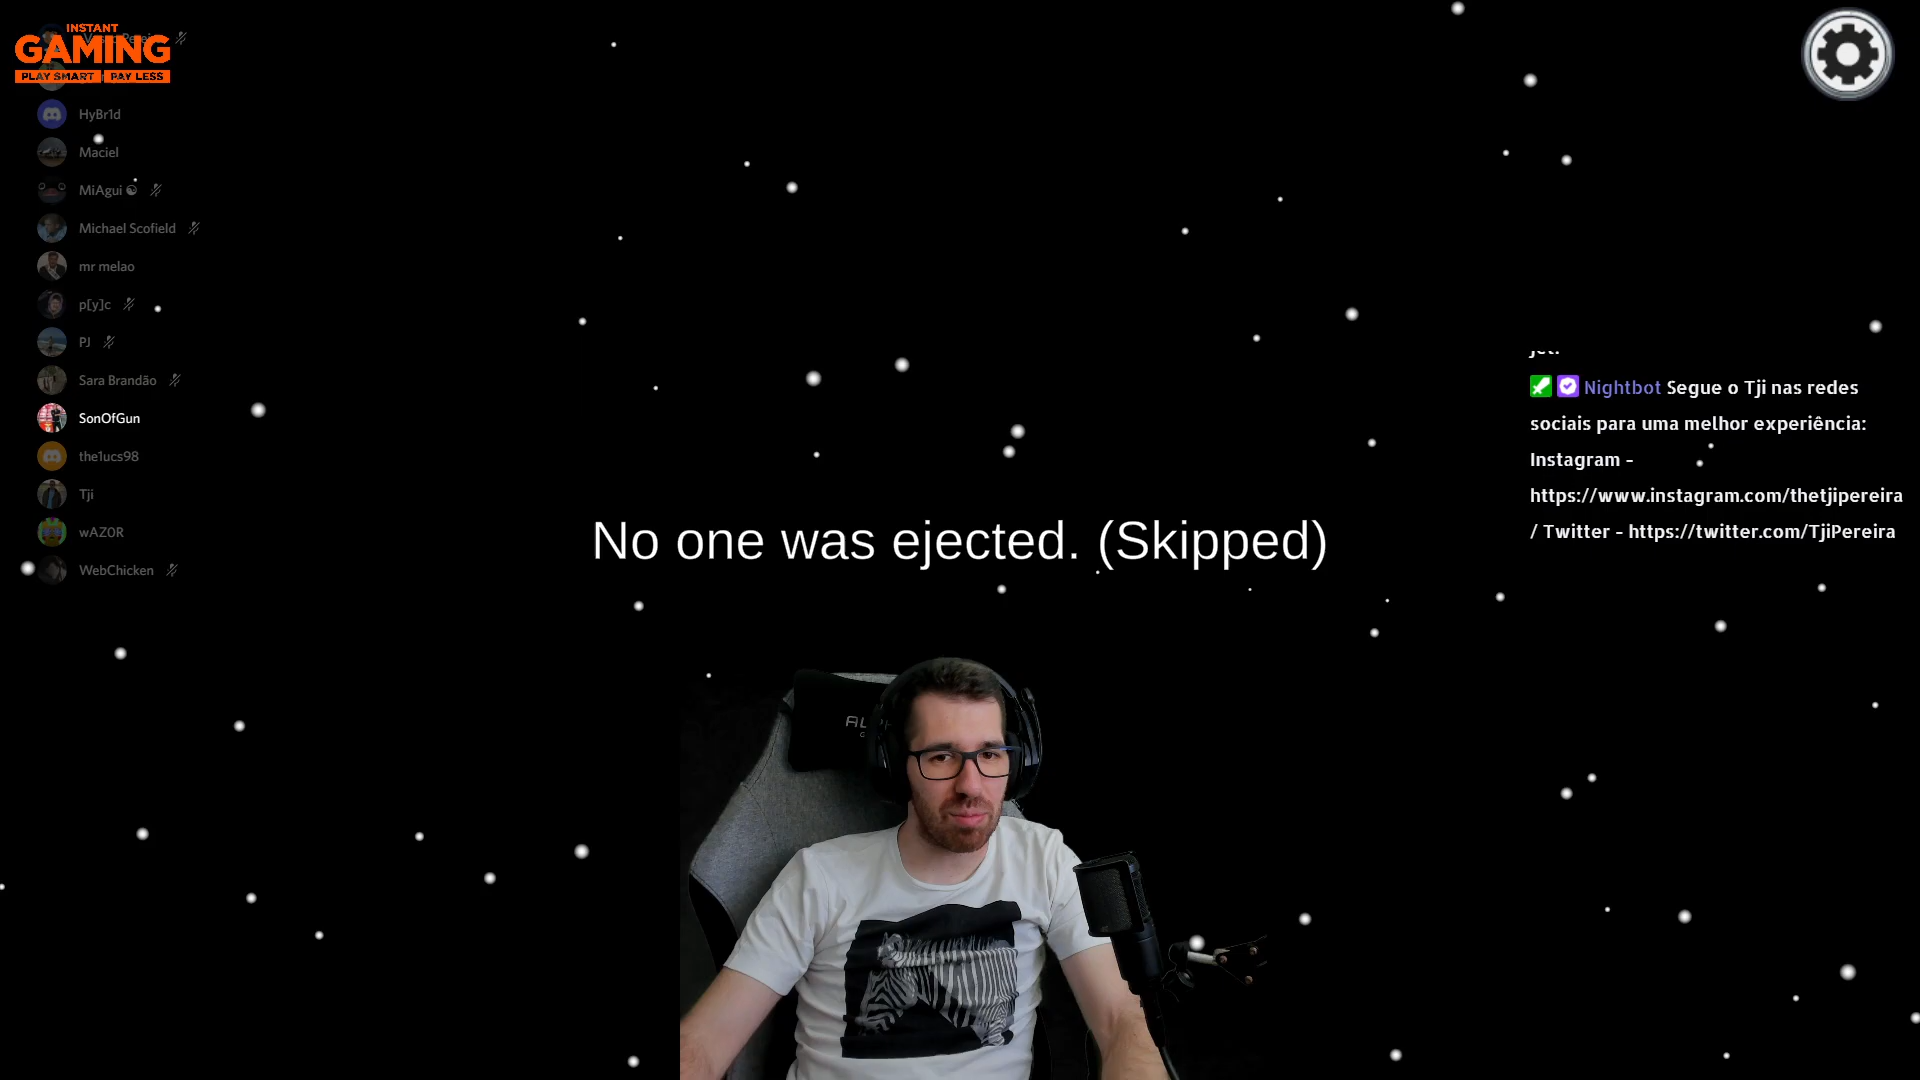 INSTANT
GAMING
PLAY SMART PAY LESS
HyBr1d
Maciel
MiAgui
Michael Scofield
mr melao
p[y]c
PJ
Sara Brandão
SonOfGun
the1ucs98
Tji
wAZ0R
WebChicken
No one was ejected. (Skipped)
Nightbot Segue o Tji nas redes
sociais para uma melhor experiência:
Instagram -
https://www.instagram.com/thetjipereira
/ Twitter - https://twitter.com/TjiPereira